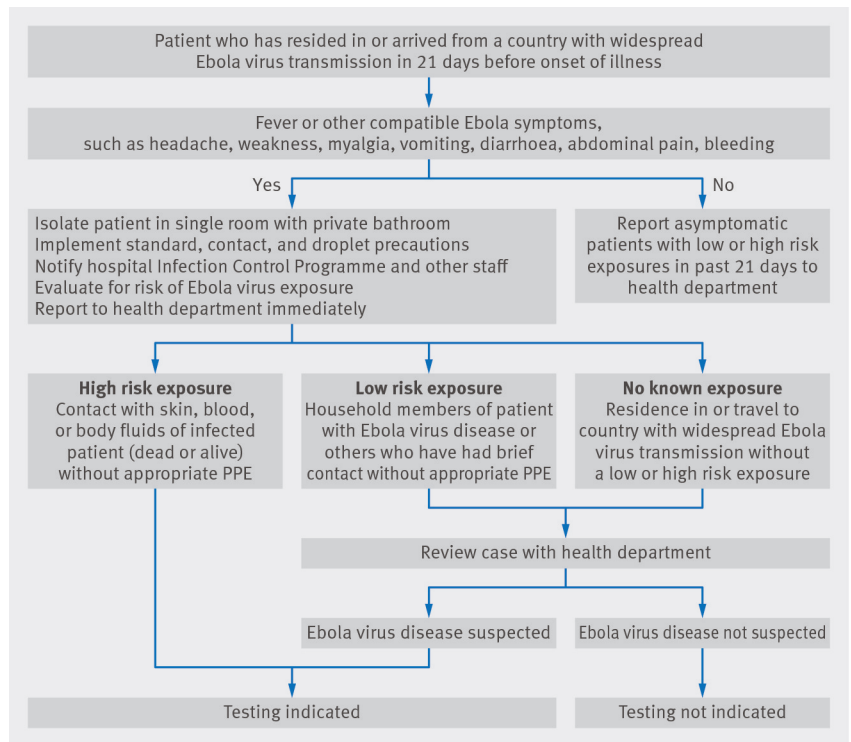 Patient who has resided in or arrived from a country with widespread
Ebola virus transmission in 21 days before onset of illness
Fever or other compatible Ebola symptoms,
such as headache, weakness, myalgia, vomiting, diarrhoea, abdominal pain, bleeding
Yes
No
Isolate patient in single room with private bathroom
Implement standard, contact, and droplet precautions
Notify hospital Infection Control Programme and other staff
Evaluate for risk of Ebola virus exposure
Report to health department immediately
Report asymptomatic
patients with low or high risk
exposures in past 21 days to
health department
High risk exposure
Contact with skin, blood,
or body fluids of infected
patient (dead or alive)
without appropriate PPE
Low risk exposure
Household members of patient
with Ebola virus disease or
others who have had brief
contact without appropriate PPE
No known exposure
Residence in or travel to
country with widespread Ebola
virus transmission without
a low or high risk exposure
Review case with health department
Ebola virus disease suspected
Ebola virus disease not suspected
Testing indicated
Testing not indicated